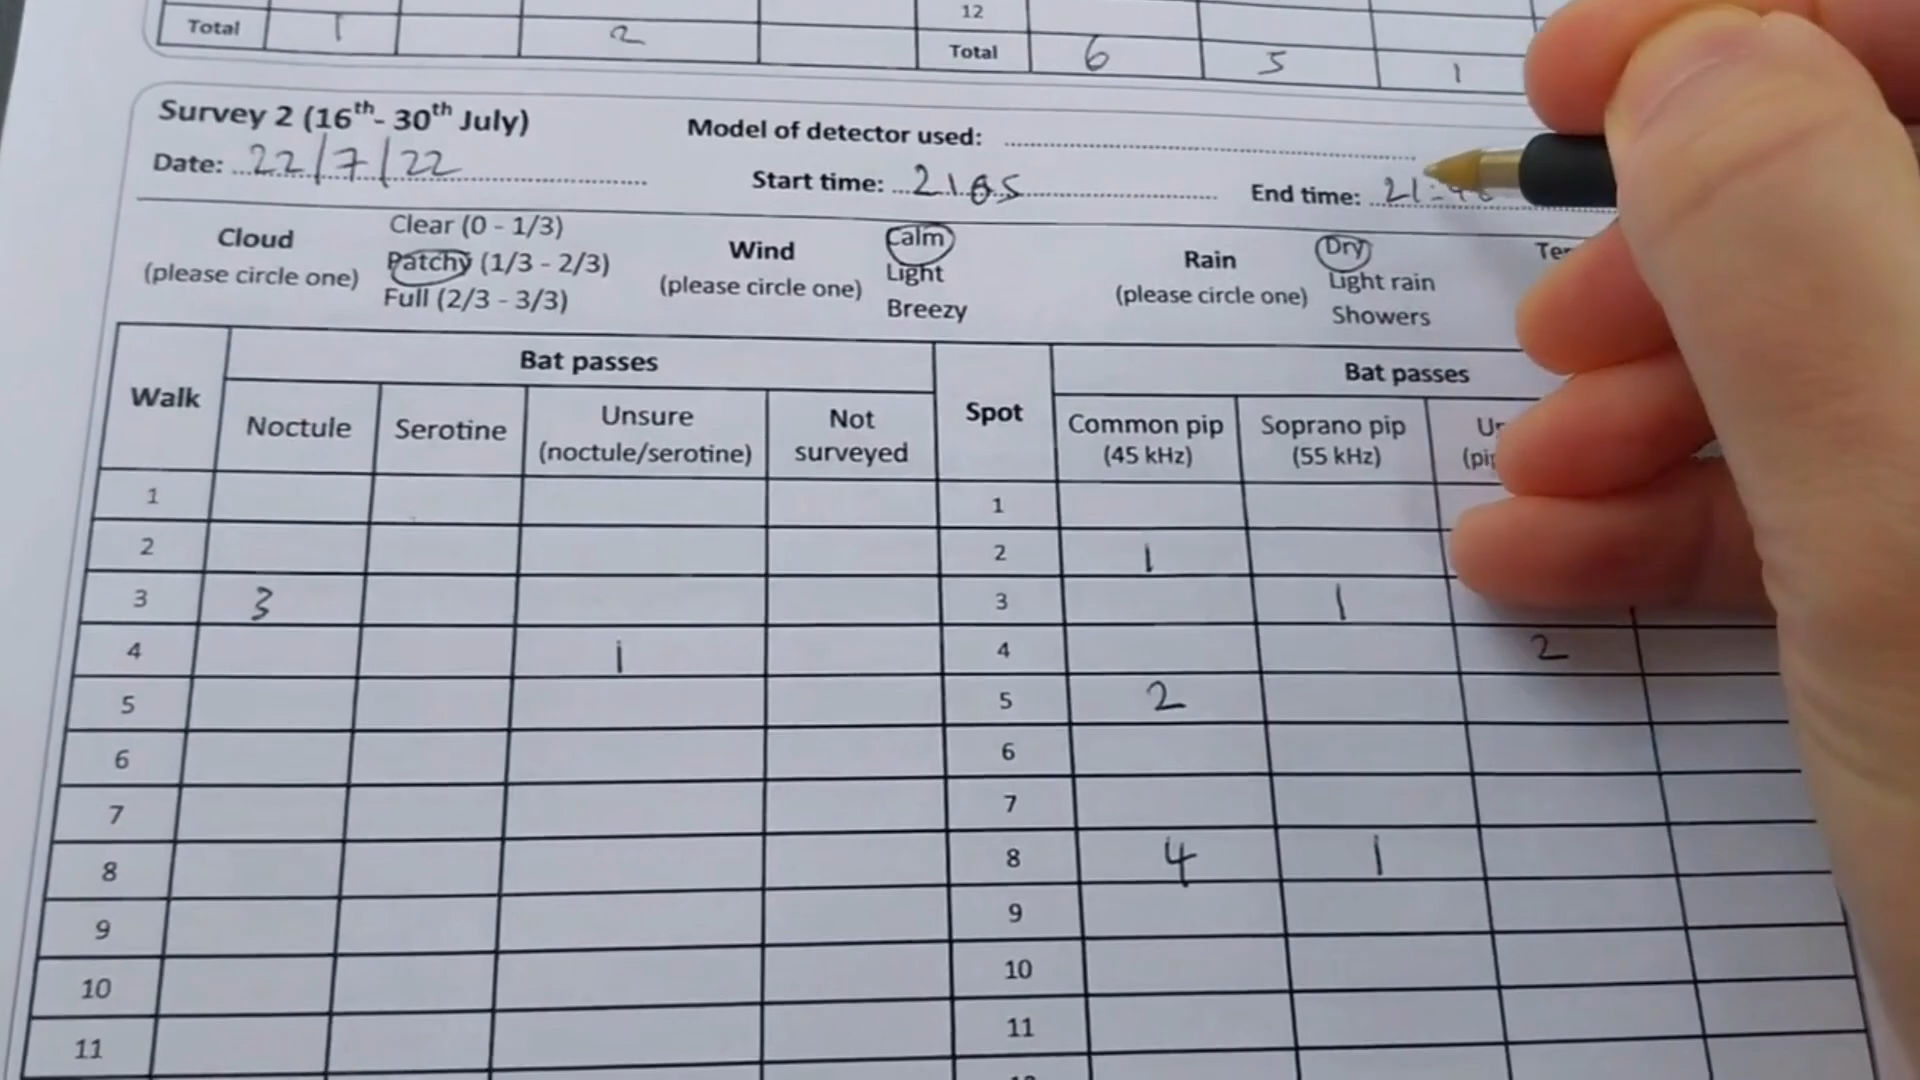 12
Total 1 2 Total 6 5 1
Survey 2 (16th- 30th July)
Model of detector used:
Date: 22/7/22
Start time: 2105
End time:
Cloud
(please circle one)
Clear (0 - 1/3)
Patchy (1/3 - 2/3)
Full (2/3 - 3/3)
Wind
(please circle one)
Calm
Light
Breezy
Rain
(please circle one)
Dry
Light rain
Showers
Walk
Bat passes
Noctule
Serotine
Unsure
(noctule/serotine)
Not
surveyed
Spot
Bat passes
Common pip
(45 kHz)
Soprano pip
(55 kHz)
1 1
2 2 1
3 3 3 1
4 1 4 2
5 5 2
6 6
7 7
8 8 4 1
9 9
10 10
11 11